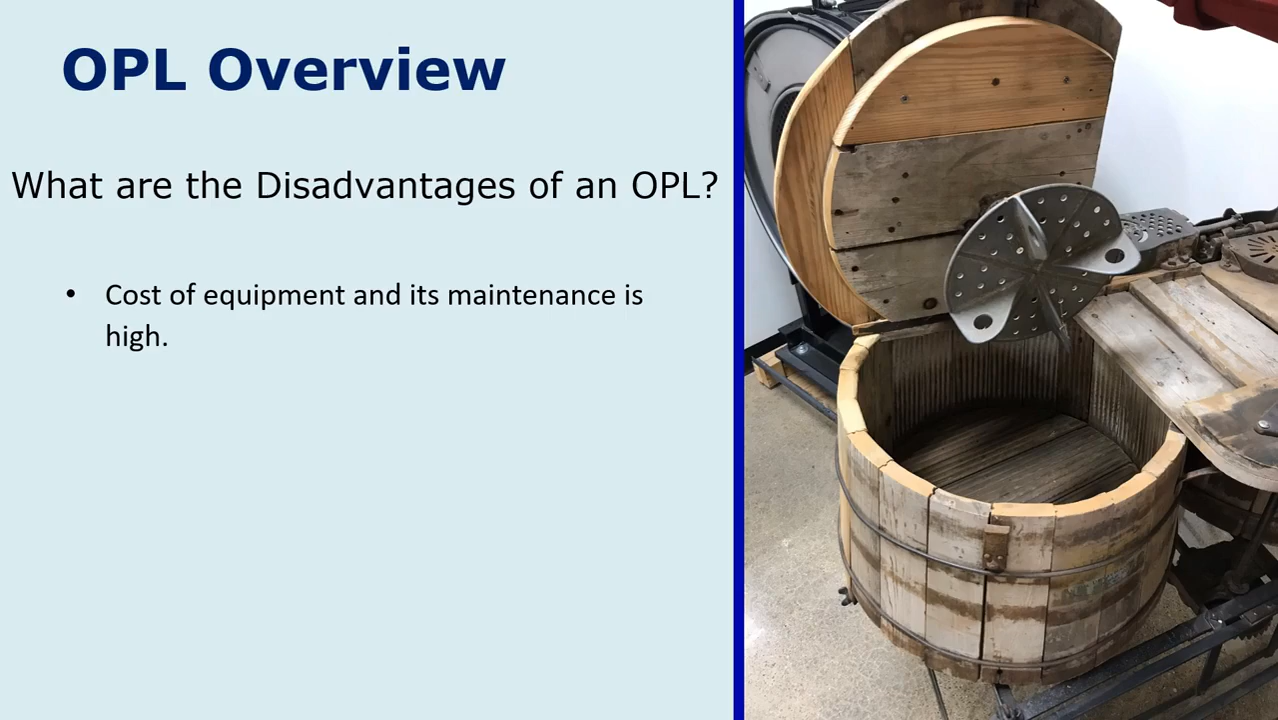 OPL Overview
What are the Disadvantages of an OPL?
• Cost of equipment and its maintenance is
high.